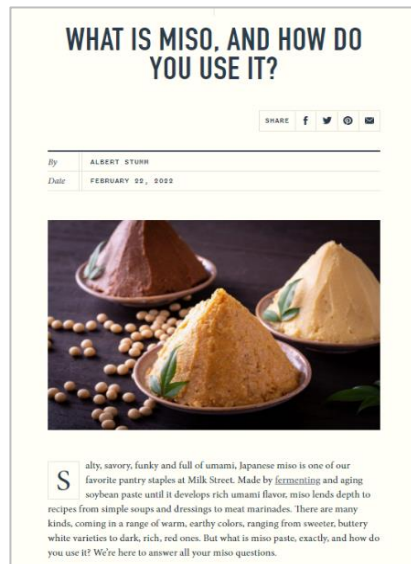 WHAT IS MISO, AND HOW DO
YOU USE IT?
SHARE
By ALBERT STUMM
Date FEBRUARY 22, 2022
Salty, savory, funky and full of umami, Japanese miso is one of our
favorite pantry staples at Milk Street. Made by fermenting and aging
soybean paste until it develops rich umami flavor, miso lends depth to
recipes from simple soups and dressings to meat marinades. There are many
kinds, coming in a range of warm, earthy colors, ranging from sweeter, buttery
white varieties to dark, rich, red ones. But what is miso paste, exactly, and how do
you use it? We're here to answer all your miso questions.